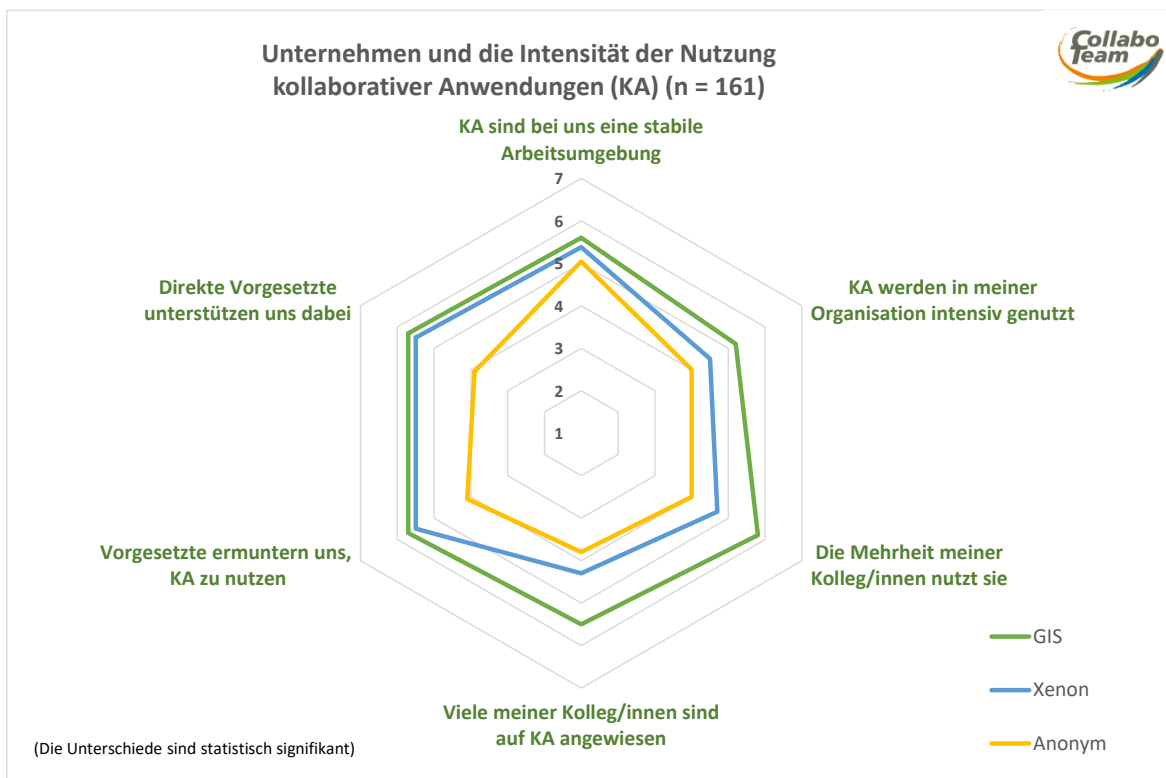 Collabo
Team
Unternehmen und die Intensität der Nutzung
kollaborativer Anwendungen (KA) (n = 161)
KA sind bei uns eine stabile
Arbeitsumgebung
7
6
5
4
3
2
1
Direkte Vorgesetzte
unterstützen uns dabei
KA werden in meiner
Organisation intensiv genutzt
Vorgesetzte ermuntern uns,
KA zu nutzen
Die Mehrheit meiner
Kolleg/innen nutzt sie
Viele meiner Kolleg/innen sind
auf KA angewiesen
GIS
Xenon
Anonym
(Die Unterschiede sind statistisch signifikant)